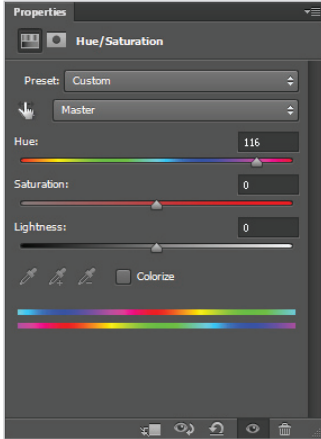 Properties
Hue/Saturation
Preset: Custom
Master
Hue: 116
Saturation: 0
Lightness: 0
Colorize